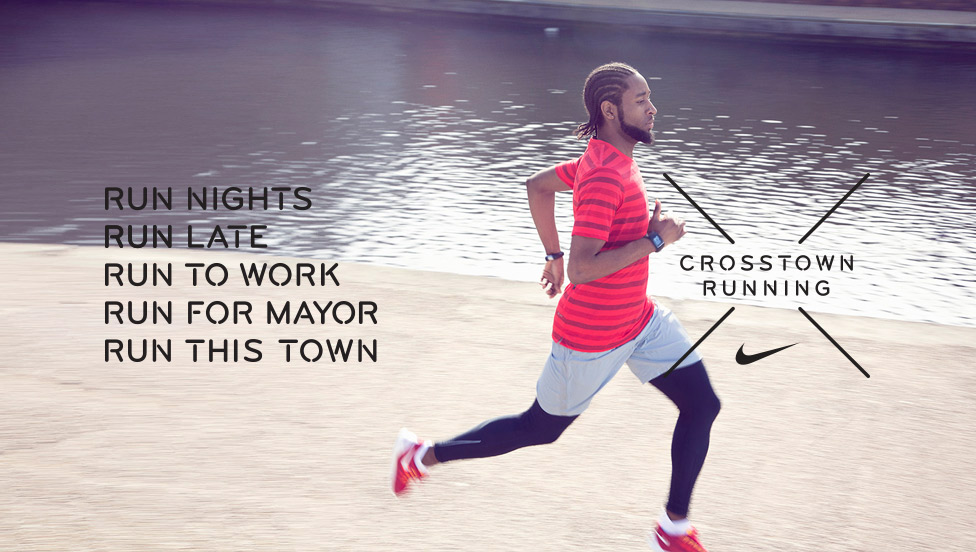 RUN NIGHTS
RUN LATE
RUN TO WORK
RUN FOR MAYOR
RUN THIS TOWN
CROSSTOWN
RUNNING